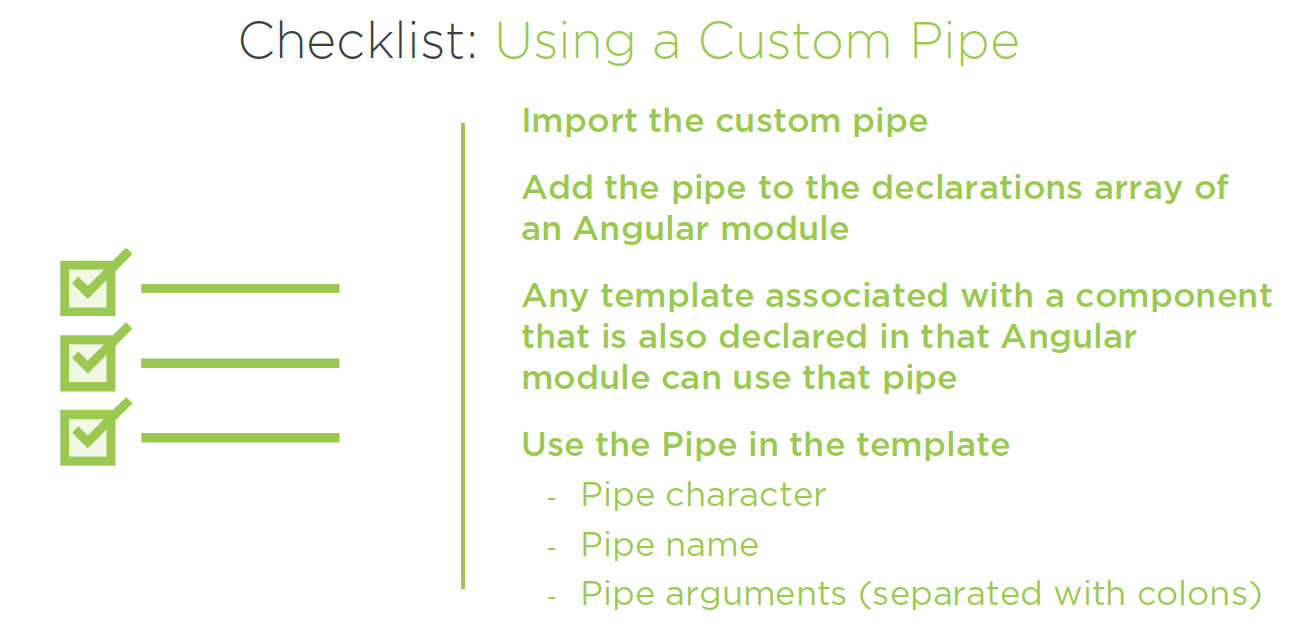 Checklist: Using a Custom Pipe
Import the custom pipe
Add the pipe to the declarations array of
an Angular module
Any template associated with a component
that is also declared in that Angular
module can use that pipe
Use the Pipe in the template
- Pipe character
- Pipe name
- Pipe arguments (separated with colons)